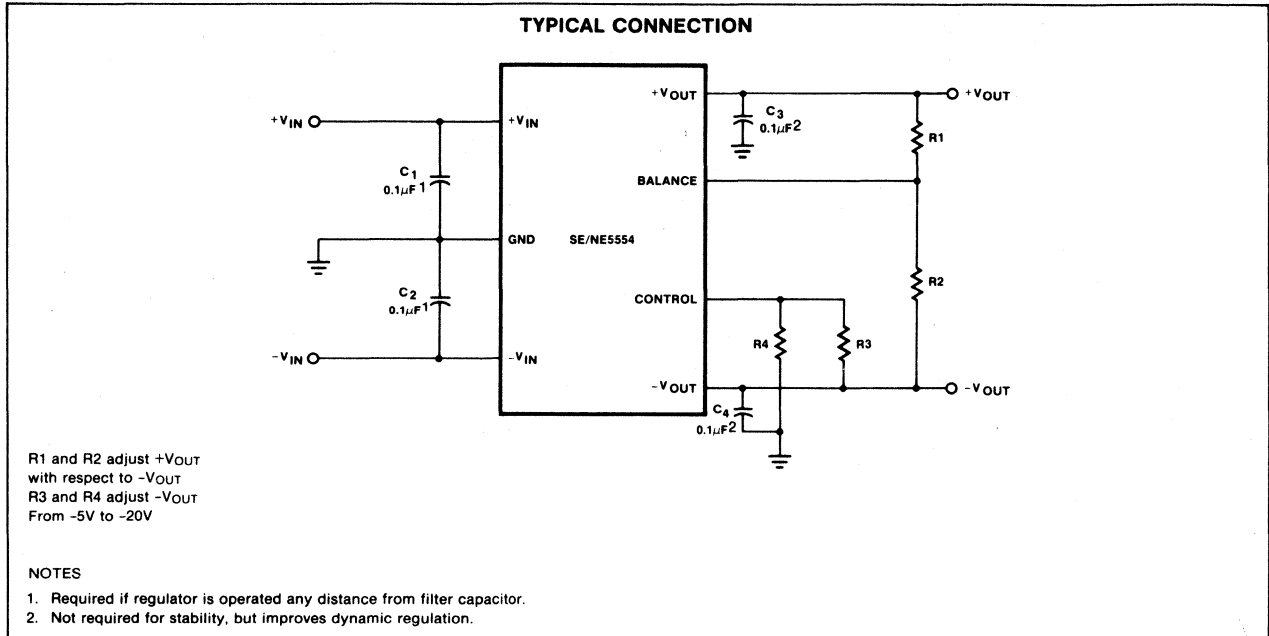 TYPICAL CONNECTION
+VOUT
+VOUT
C3
0.1µF2
+VIN
+VIN
R1
C1
0.1µF1
BALANCE
GND
SE/NE5554
C2
0.1µF1
R2
CONTROL
R4
R3
-VIN
-VIN
-VOUT
-VOUT
C4
0.1µF2
R1 and R2 adjust +VOUT
with respect to -VOUT
R3 and R4 adjust -VOUT
From -5V to -20V
NOTES
1. Required if regulator is operated any distance from filter capacitor.
2. Not required for stability, but improves dynamic regulation.